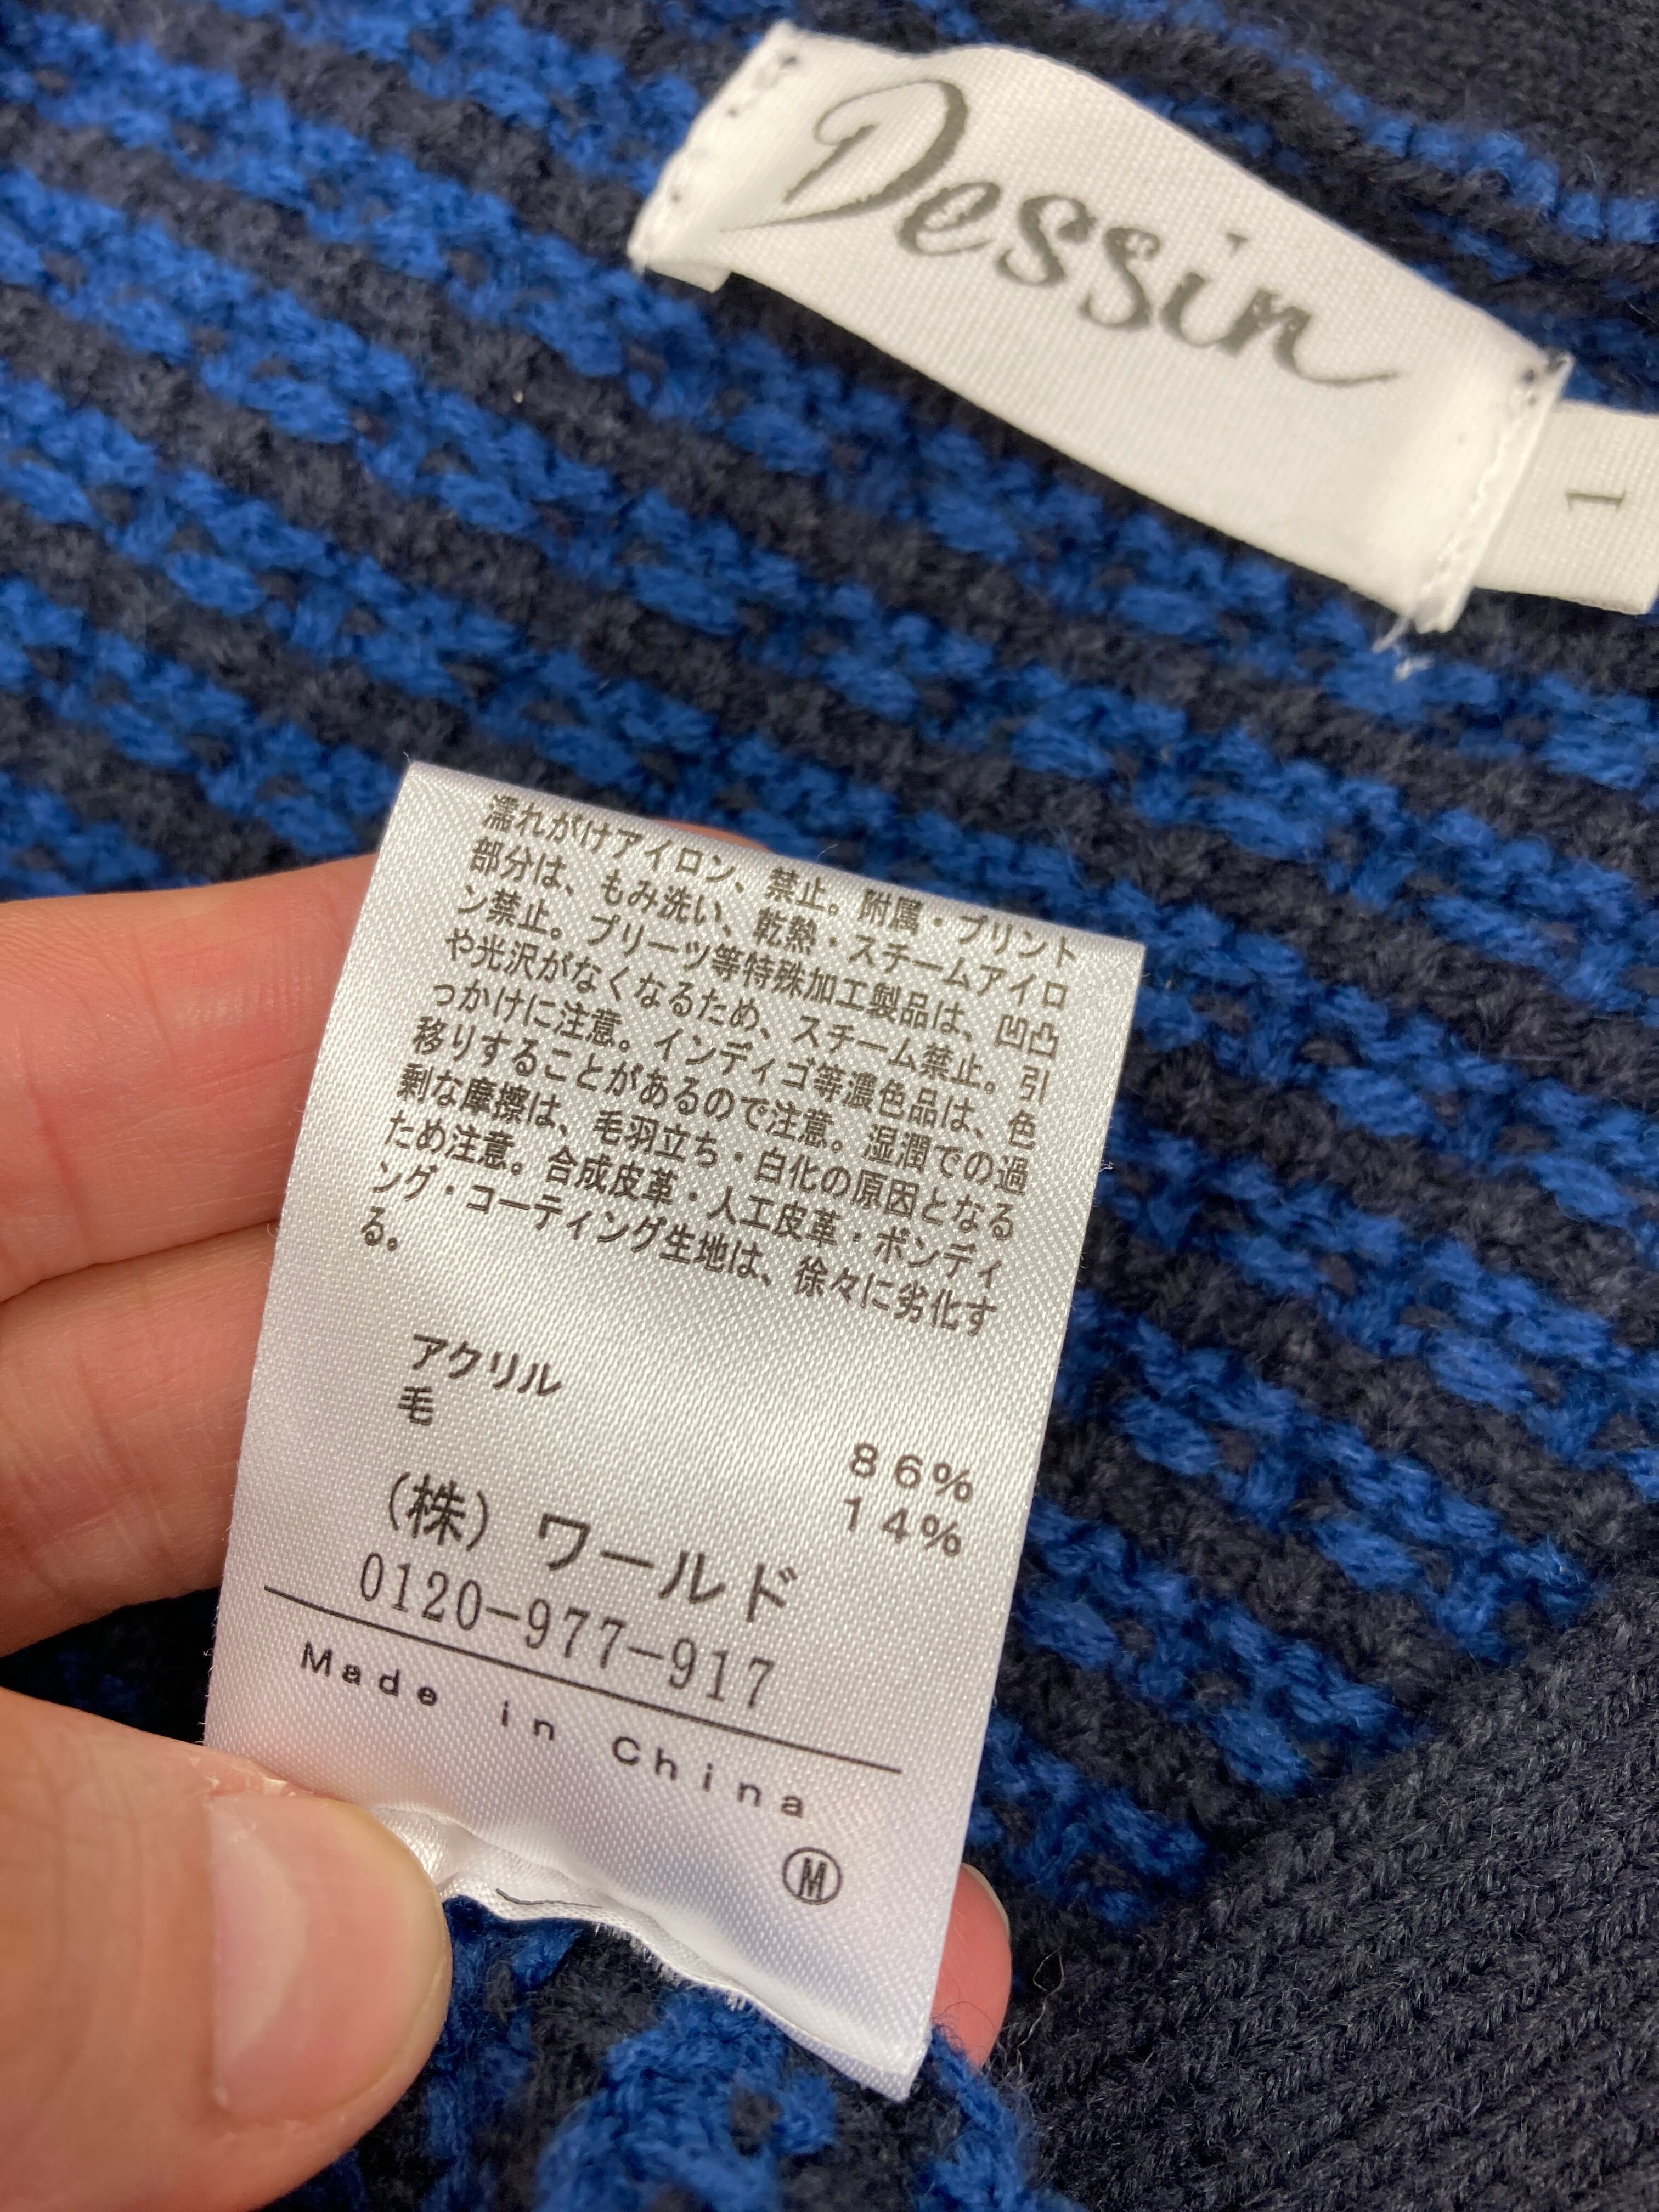 Dessin
1
濡れがけアイロン、禁止。附属・プリント
部分は、もみ洗い、乾熱・スチームアイロ
ン禁止。プリーツ等特殊加工製品は、凹凸
や光沢がなくなるため、スチーム禁止。引
っかけに注意。インディゴ等濃色品は、色
移りすることがあるので注意。湿潤での過
剰な摩擦は、毛羽立ち・白化の原因となる
ため注意。合成皮革・人工皮革・ボンディ
ング・コーティング生地は、徐々に劣化す
る。
アクリル 86%
毛 14%
(株) ワールド
0120-977-917
Made in China
Ⓜ